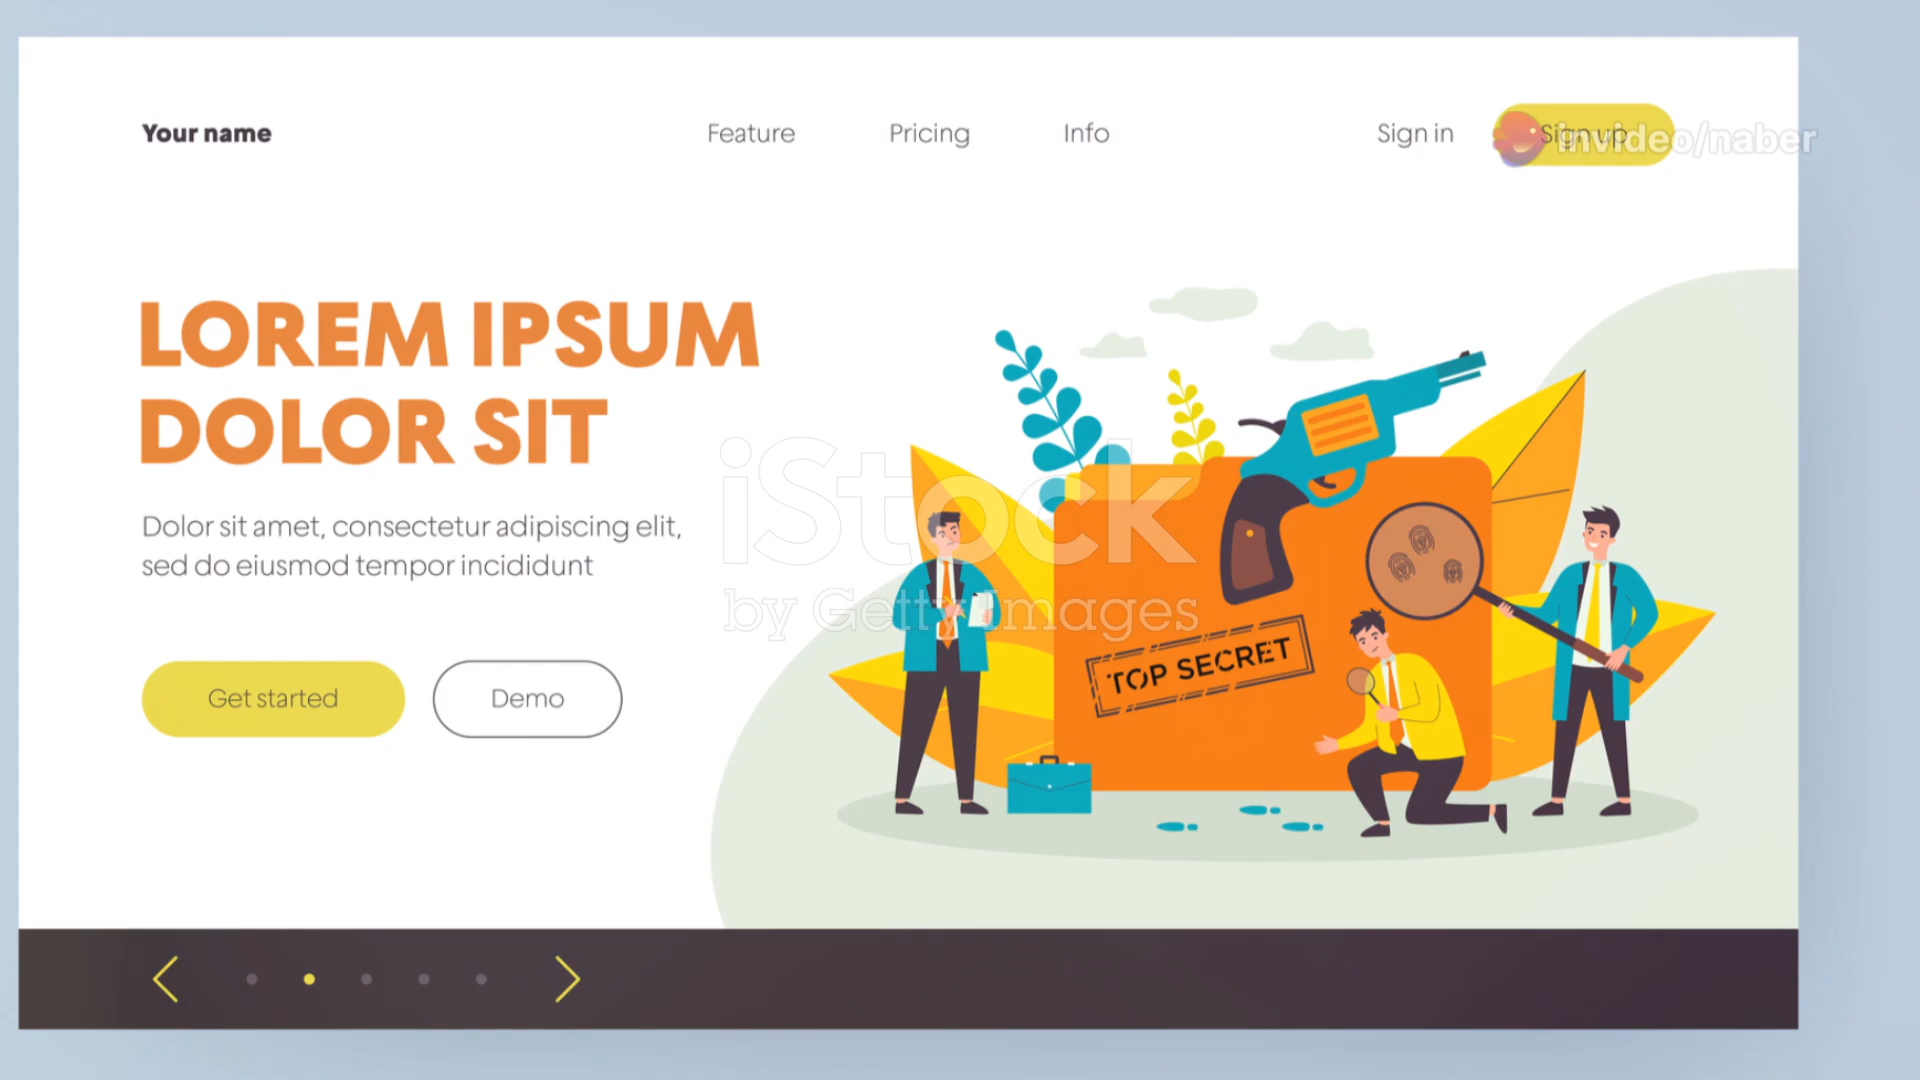 Your name
Feature
Pricing
Info
Sign in
Sign up
invideo/naber
LOREM IPSUM
DOLOR SIT
Dolor sit amet, consectetur adipiscing elit,
sed do eiusmod tempor incididunt
Get started
Demo
iStock
by Getty Images
TOP SECRET